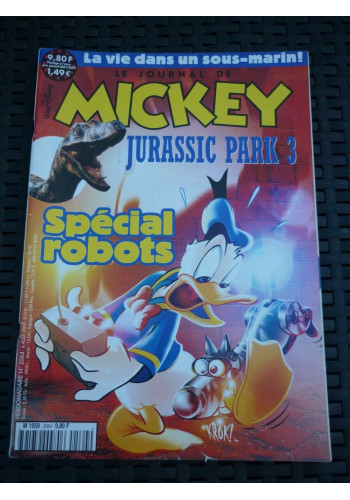 La vie dans un sous-marin!
9,80 F
1,49 €
LE JOURNAL DE
MICKEY
JURASSIC PARK 3
Spécial
robots
KROK!
M 1959 - 2564 - 9,80 F